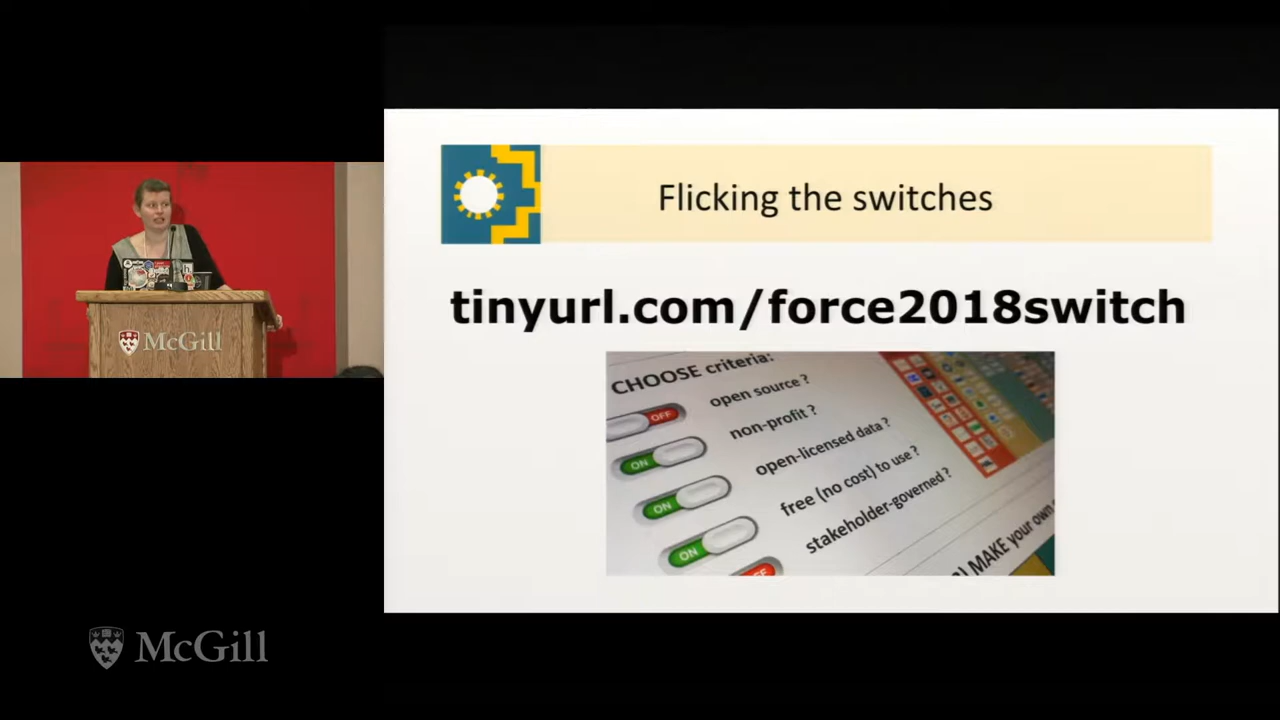 Flicking the switches
tinyurl.com/force2018switch
CHOOSE criteria:
OFF open source ?
ON non-profit ?
ON open-licensed data ?
ON free (no cost) to use ?
OFF stakeholder-governed ?
MAKE your own
McGill
McGill